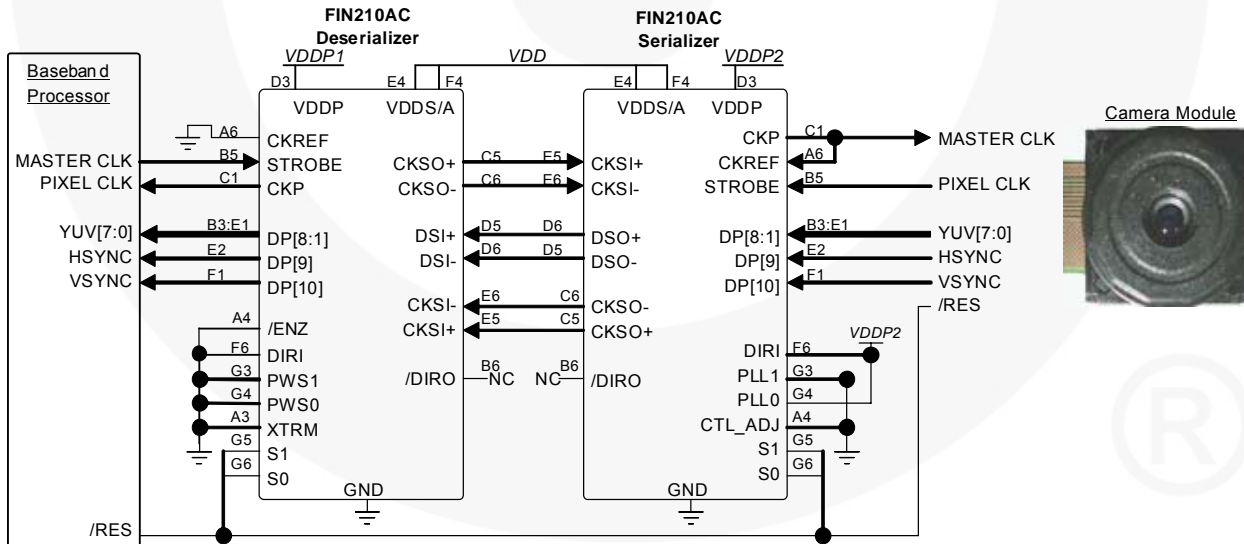 FIN210AC
Deserializer
FIN210AC
Serializer
VDDP1
VDD
VDDP2
Baseband
Processor
D3
E4
F4
E4
F4
D3
VDDP
VDDS/A
VDDS/A
VDDP
Camera Module
A6
CKREF
CKP
C1
MASTER CLK
MASTER CLK
B5
STROBE
CKSO+
C5
E5
CKSI+
CKREF
A6
PIXEL CLK
C1
CKP
CKSO-
C6
E6
CKSI-
STROBE
B5
PIXEL CLK
YUV[7:0]
B3:E1
DP[8:1]
DSI+
D5
D6
DSO+
DP[8:1]
B3:E1
YUV[7:0]
HSYNC
E2
DP[9]
DSI-
D6
D5
DSO-
DP[9]
E2
HSYNC
VSYNC
F1
DP[10]
CKSI-
E6
C6
CKSO-
DP[10]
F1
VSYNC
/RES
A4
/ENZ
CKSI+
E5
C5
CKSO+
VDDP2
F6
DIRI
/DIRO
B6
NC
NC
B6
/DIRO
DIRI
F6
G3
PWS1
PLL1
G3
G4
PWS0
PLL0
G4
A3
XTRM
CTL_ADJ
A4
G5
S1
S1
G5
G6
S0
S0
G6
GND
GND
/RES
®